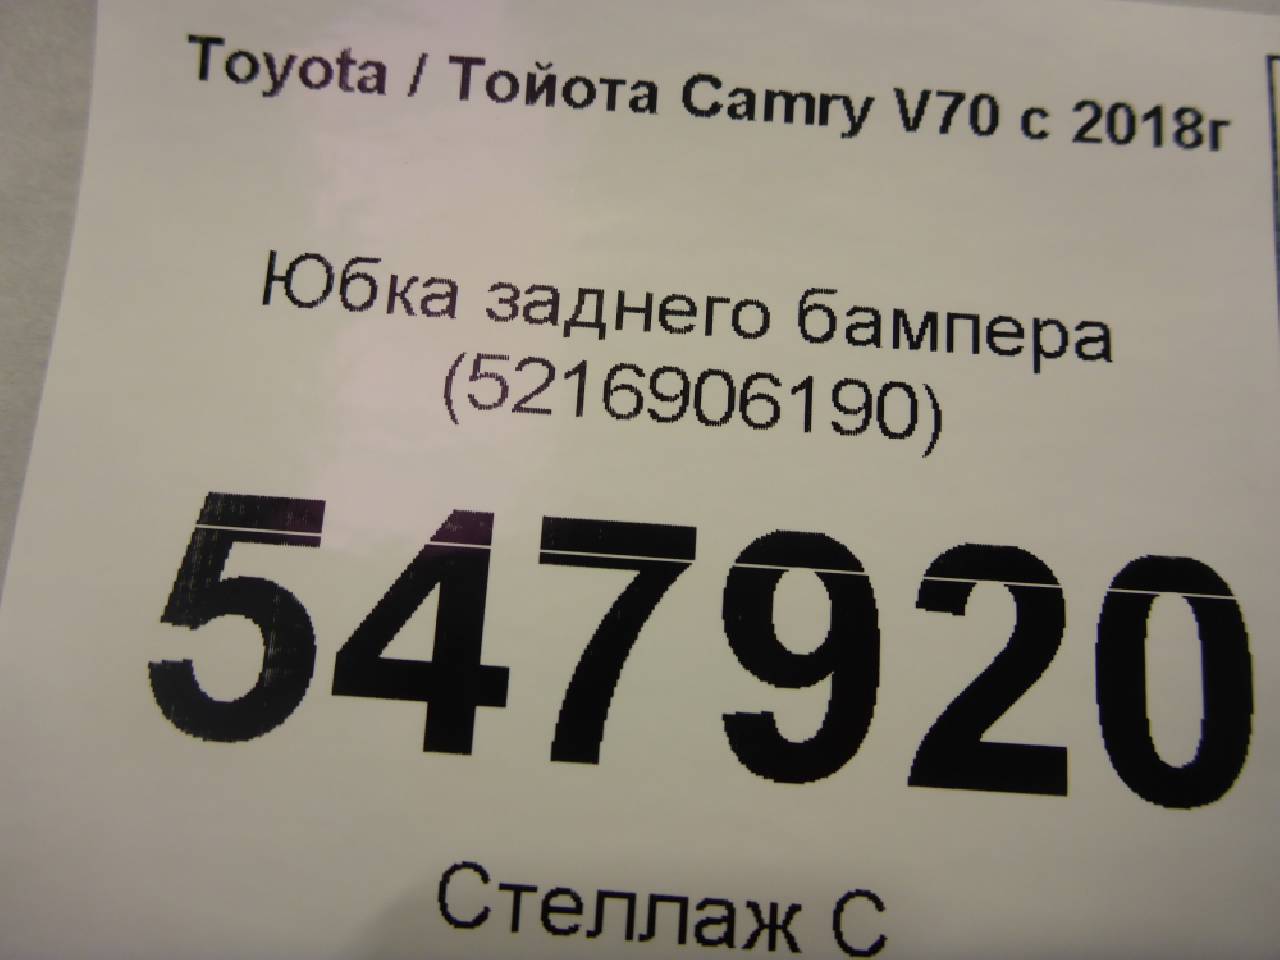 Toyota / Тойота Camry V70 с 2018г
Юбка заднего бампера
(5216906190)
547920
Стеллаж С